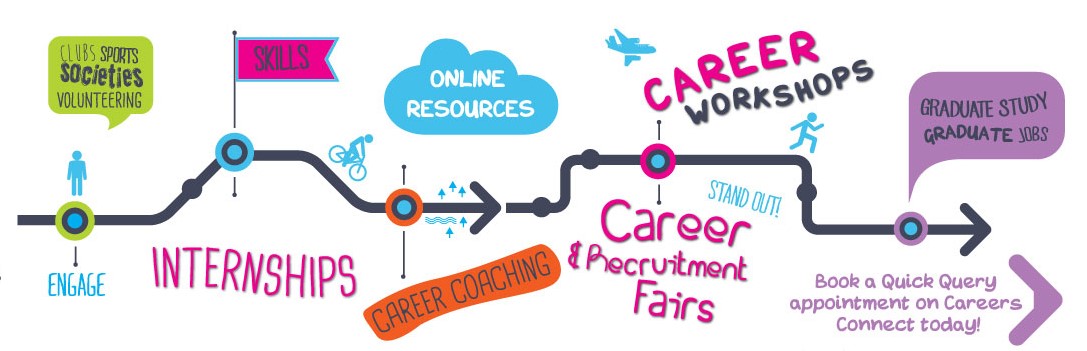 CLUBS SPORTS
SOCIETIES
VOLUNTEERING
ENGAGE
SKILLS
INTERNSHIPS
ONLINE
RESOURCES
CAREER COACHING
CAREER
WORKSHOPS
STAND OUT!
Career
& Recruitment
Fairs
GRADUATE STUDY
GRADUATE JOBS
Book a Quick Query
appointment on Careers
Connect today!